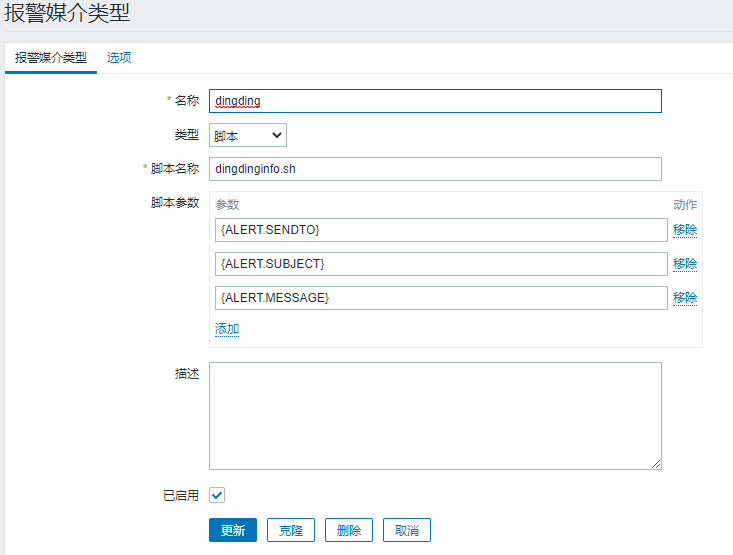 报警媒介类型
报警媒介类型 选项
* 名称 dingding
类型 脚本
* 脚本名称 dingdinginfo.sh
脚本参数 参数 动作
{ALERT.SENDTO} 移除
{ALERT.SUBJECT} 移除
{ALERT.MESSAGE} 移除
添加
描述
已启用
更新 克隆 删除 取消